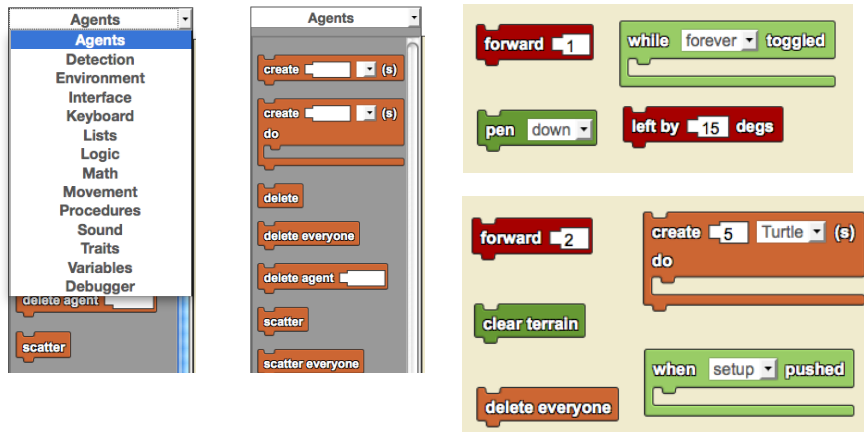 Agents
Agents
Detection
Environment
Interface
Keyboard
Lists
Logic
Math
Movement
Procedures
Sound
Traits
Variables
Debugger
delete agent
scatter
Agents
create (s)
create (s)
do
delete
delete everyone
delete agent
scatter
scatter everyone
forward 1
while forever toggled
pen down
left by 15 degs
forward 2
create 5 Turtle (s)
do
clear terrain
when setup pushed
delete everyone